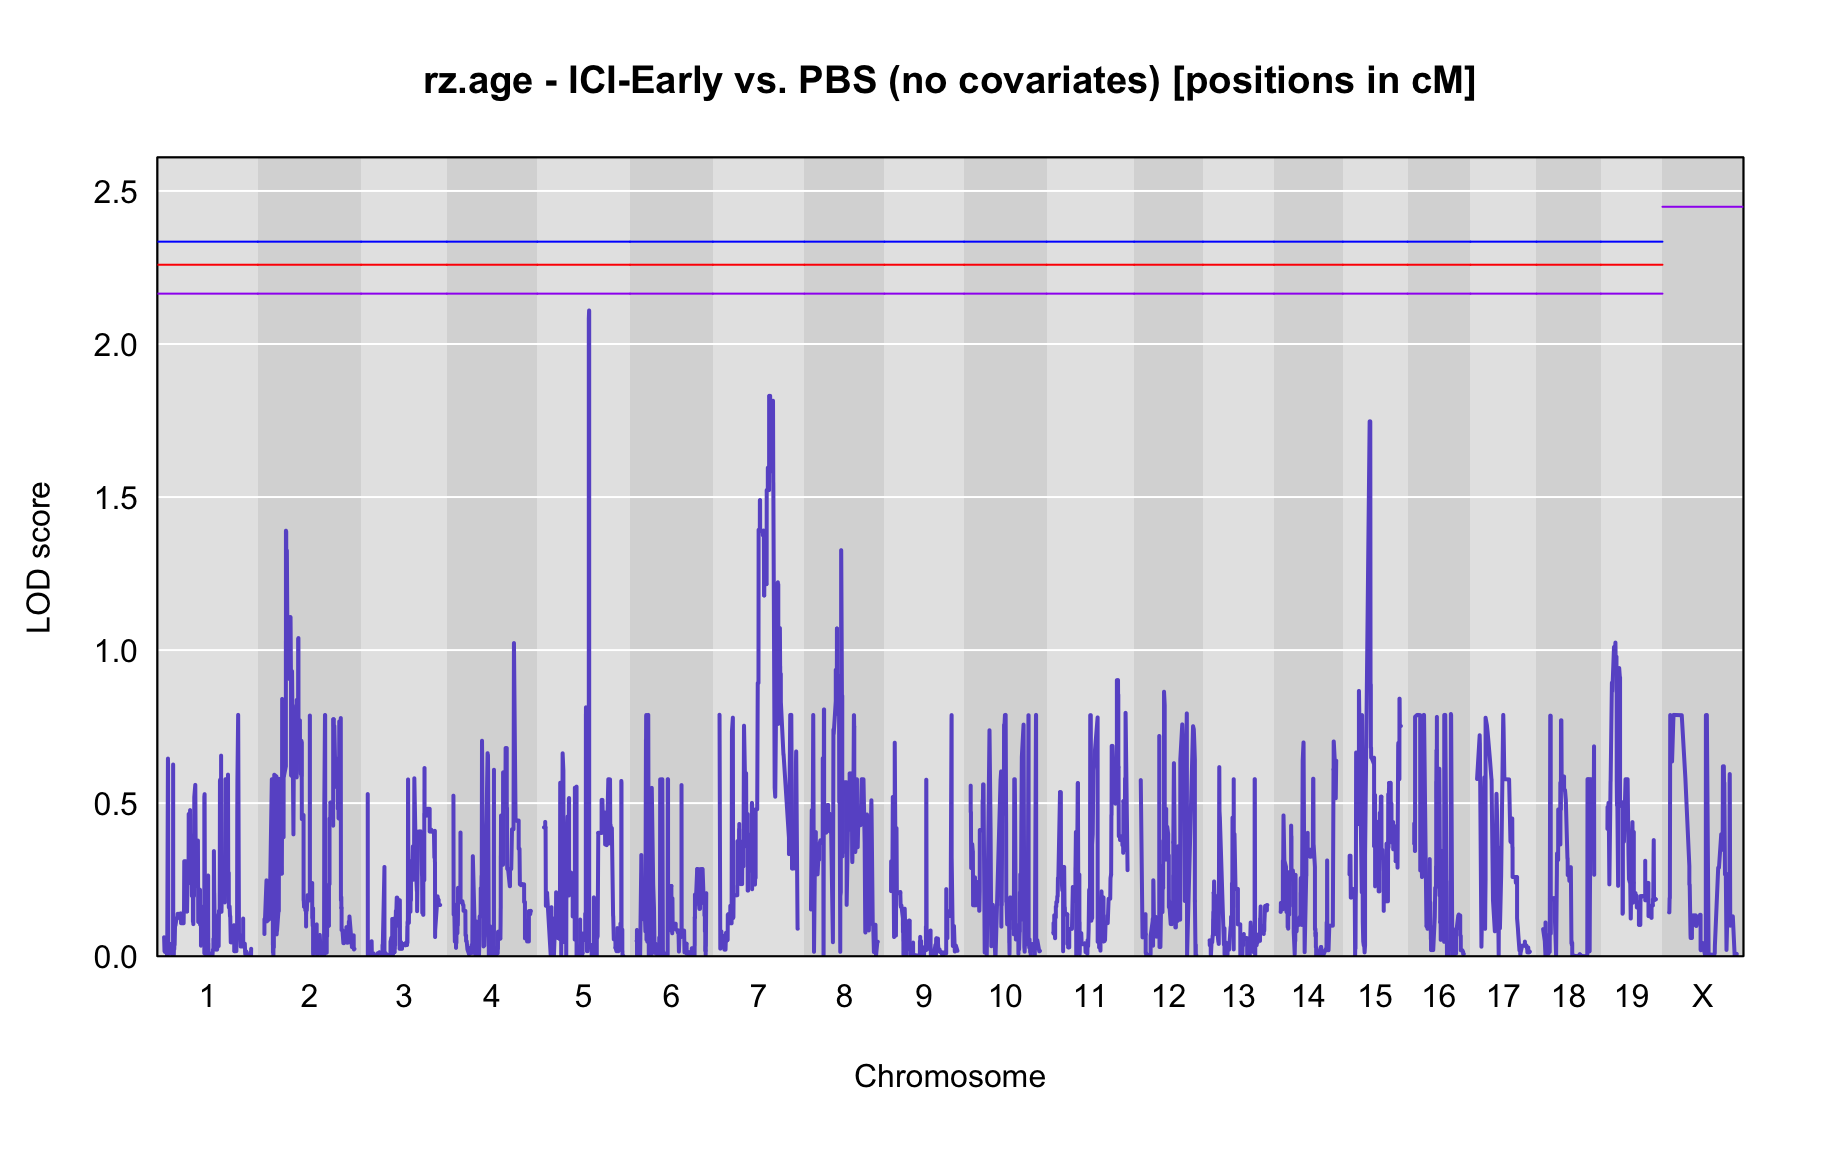 rz.age - ICI-Early vs. PBS (no covariates) [positions in cM]
2.5
2.0
1.5
1.0
0.5
0.0
LOD score
1 2 3 4 5 6 7 8 9 10 11 12 13 14 15 16 17 18 19 X
Chromosome